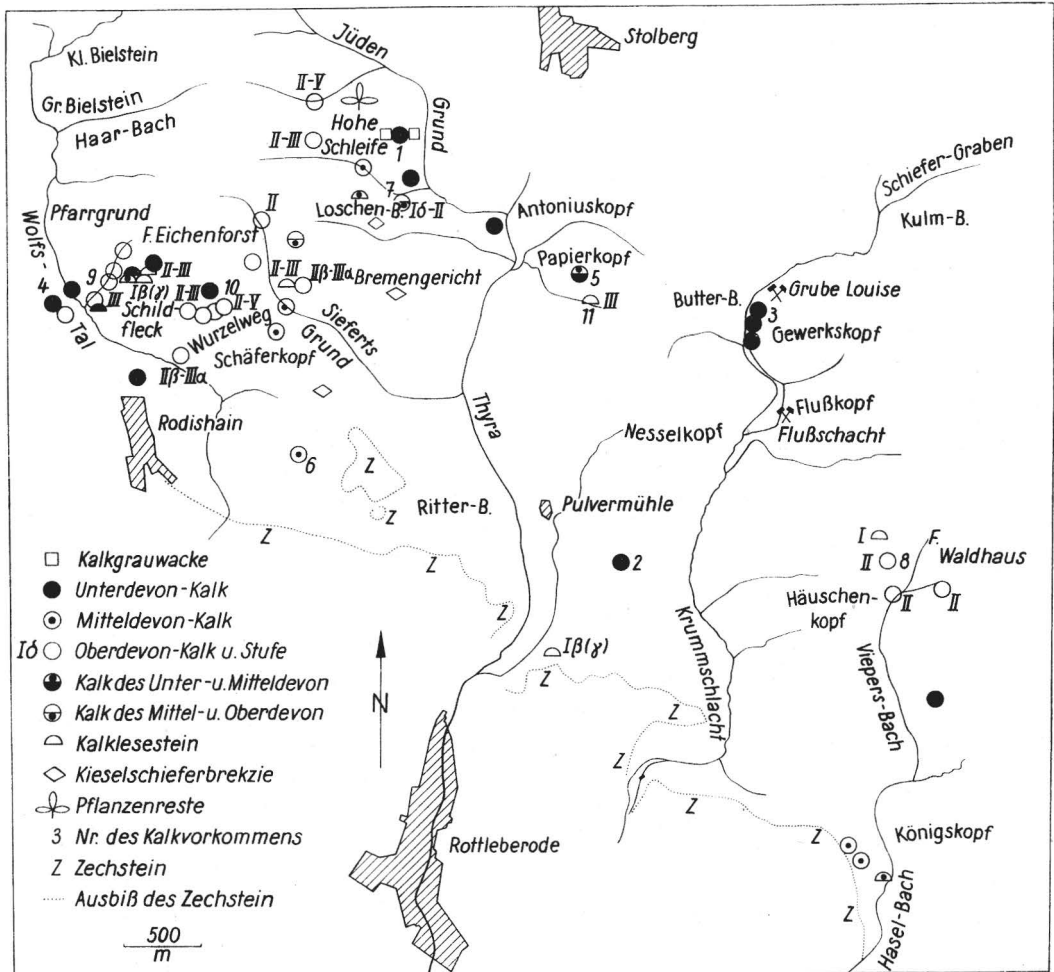 Stolberg
Jüden
Grund
Kl. Bielstein
Gr. Bielstein
Haar-Bach
II-V
Hohe
Schleife
II-III
1
7
Loschen-B. Iδ-II
Schiefer-Graben
Kulm-B.
Pfarrgrund
II
Antoniuskopf
F. Eichenforst
Wolfs-
Tal
4
9
II-III
Papierkopf
5
II-III
IIβ-IIIα
Bremengericht
III
11
III
Iβ(γ)
II-III
10
II-V
Schild-
fleck
Wurzelweg
Schäferkopf
Sieferts
Grund
Butter-B.
Grube Louise
3
Gewerkskopf
IIβ-IIIα
Rodishain
Thyra
Flußkopf
Flußschacht
Nesselkopf
6
Z
Z
Ritter-B.
Pulvermühle
Z
Z
Z
2
I
F.
II
8
Waldhaus
Häuschen-
kopf
II
II
Iβ(γ)
Z
Krummschlacht
Viepers-Bach
Z
Z
Z
Z
Königskopf
Z
Hasel-Bach
Rottleberode
Kalkgrauwacke
Unterdevon-Kalk
Mitteldevon-Kalk
Iδ Oberdevon-Kalk u. Stufe
Kalk des Unter-u. Mitteldevon
Kalk des Mittel-u. Oberdevon
Kalklesestein
Kieselschieferbrekzie
Pflanzenreste
3 Nr. des Kalkvorkommens
Z Zechstein
Ausbiß des Zechstein
N
500
m